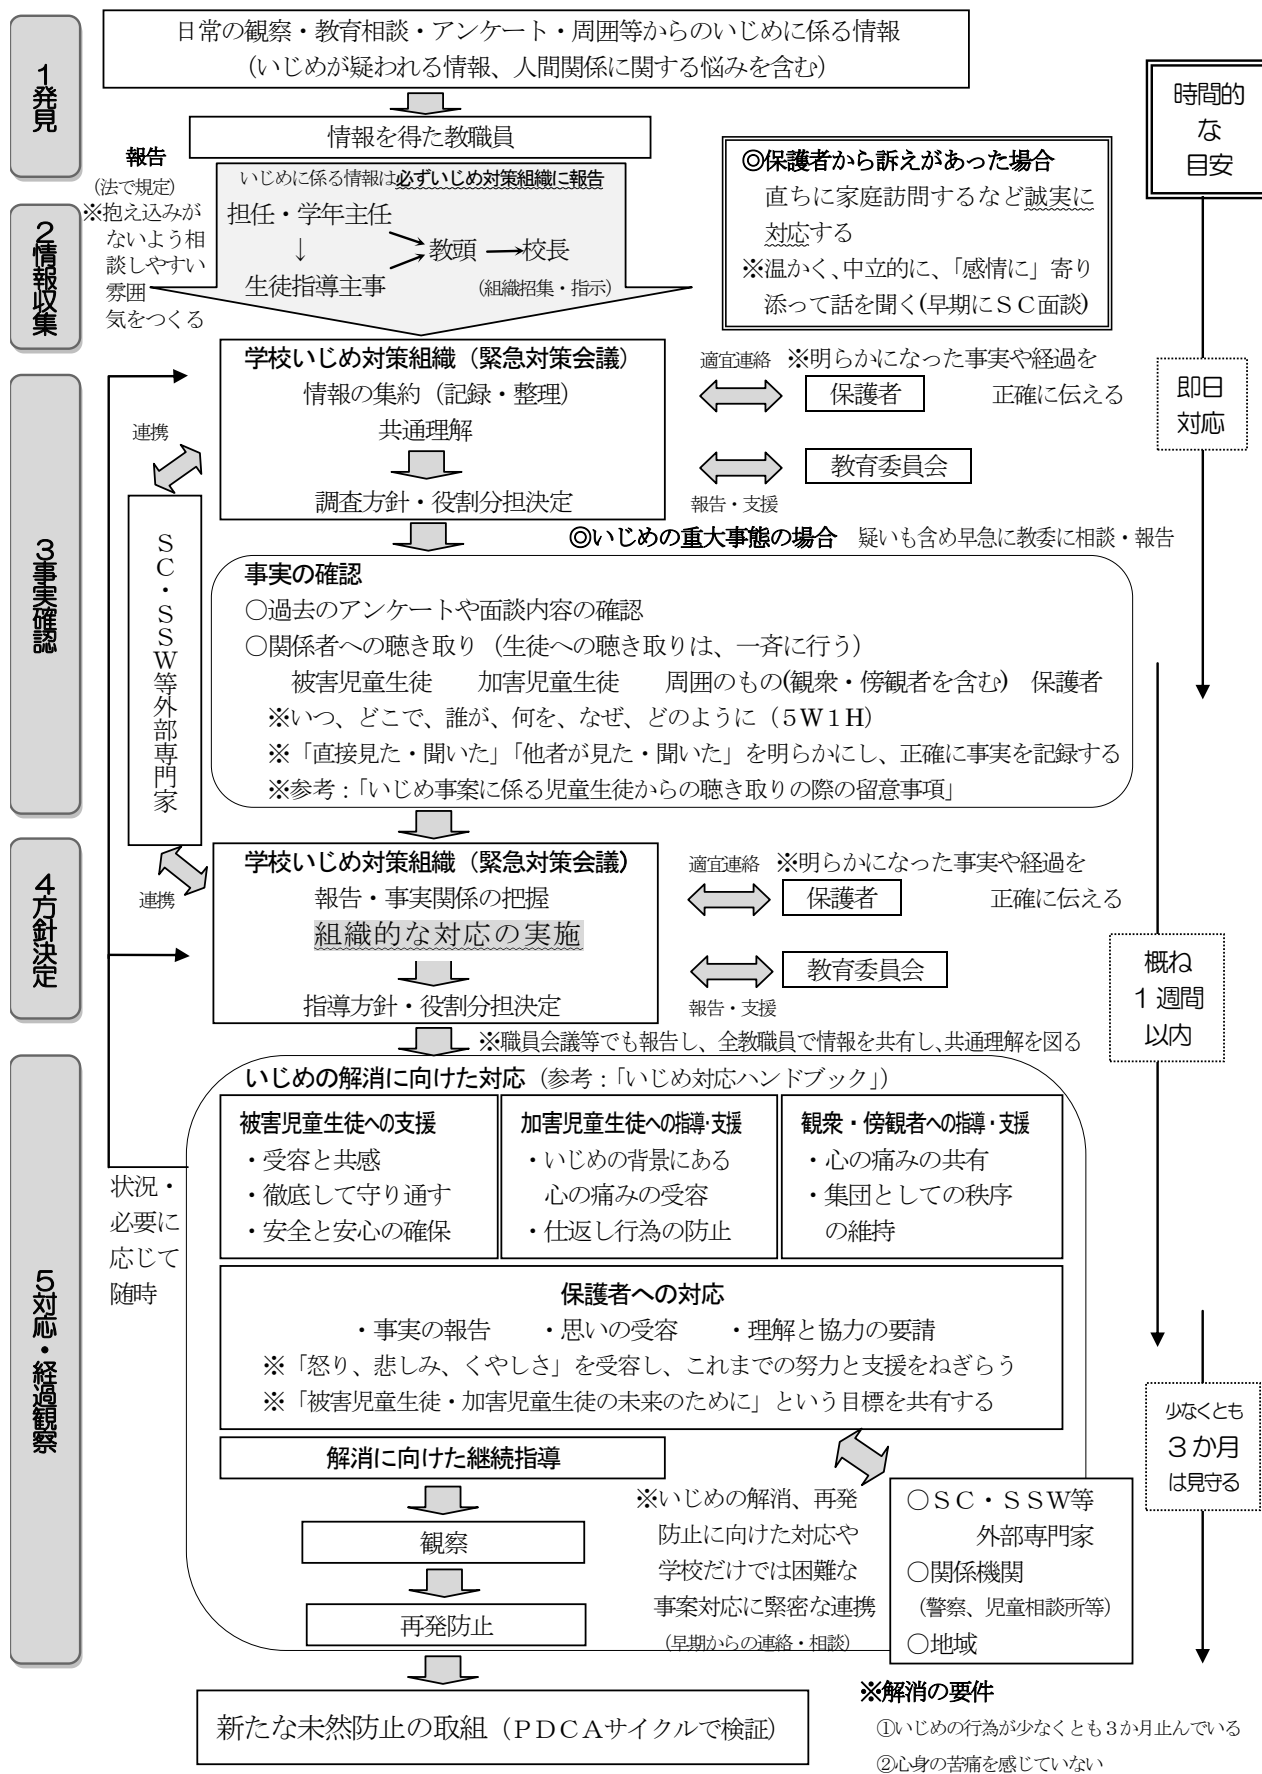 1発見
日常の観察・教育相談・アンケート・周囲等からのいじめに係る情報
(いじめが疑われる情報、人間関係に関する悩みを含む)
時間的
な
目安
情報を得た教職員
報告
(法で規定)
※抱え込みが
ないよう相
談しやすい
雰囲
気をつくる
いじめに係る情報は必ずいじめ対策組織に報告
担任・学年主任
↓
生徒指導主事
教頭
校長
(組織招集・指示)
◎保護者から訴えがあった場合
直ちに家庭訪問するなど誠実に
対応する
※温かく、中立的に、「感情に」寄り
添って話を聞く(早期にSC面談)
2情報収集
3事実確認
学校いじめ対策組織（緊急対策会議）
情報の集約（記録・整理）
共通理解
調査方針・役割分担決定
適宜連絡
※明らかになった事実や経過を
正確に伝える
保護者
教育委員会
報告・支援
即日
対応
連携
SC・SSW等外部専門家
◎いじめの重大事態の場合　疑いも含め早急に教委に相談・報告
事実の確認
○過去のアンケートや面談内容の確認
○関係者への聴き取り（生徒への聴き取りは、一斉に行う）
被害児童生徒　加害児童生徒　周囲のもの(観衆・傍観者を含む)　保護者
※いつ、どこで、誰が、何を、なぜ、どのように（5W1H）
※「直接見た・聞いた」「他者が見た・聞いた」を明らかにし、正確に事実を記録する
※参考：「いじめ事案に係る児童生徒からの聴き取りの際の留意事項」
4方針決定
連携
学校いじめ対策組織（緊急対策会議）
報告・事実関係の把握
組織的な対応の実施
指導方針・役割分担決定
適宜連絡
※明らかになった事実や経過を
正確に伝える
保護者
教育委員会
報告・支援
概ね
1週間
以内
※職員会議等でも報告し、全教職員で情報を共有し、共通理解を図る
5対応・経過観察
状況・
必要に
応じて
随時
いじめの解消に向けた対応（参考：「いじめ対応ハンドブック」）
被害児童生徒への支援
・受容と共感
・徹底して守り通す
・安全と安心の確保
加害児童生徒への指導・支援
・いじめの背景にある
心の痛みの受容
・仕返し行為の防止
観衆・傍観者への指導・支援
・心の痛みの共有
・集団としての秩序
の維持
保護者への対応
・事実の報告　・思いの受容　・理解と協力の要請
※「怒り、悲しみ、くやしさ」を受容し、これまでの努力と支援をねぎらう
※「被害児童生徒・加害児童生徒の未来のために」という目標を共有する
少なくとも
3か月
は見守る
解消に向けた継続指導
観察
再発防止
※いじめの解消、再発
防止に向けた対応や
学校だけでは困難な
事案対応に緊密な連携
(早期からの連絡・相談)
○SC・SSW等
外部専門家
○関係機関
（警察、児童相談所等）
○地域
新たな未然防止の取組（PDCAサイクルで検証）
※解消の要件
①いじめの行為が少なくとも3か月止んでいる
②心身の苦痛を感じていない